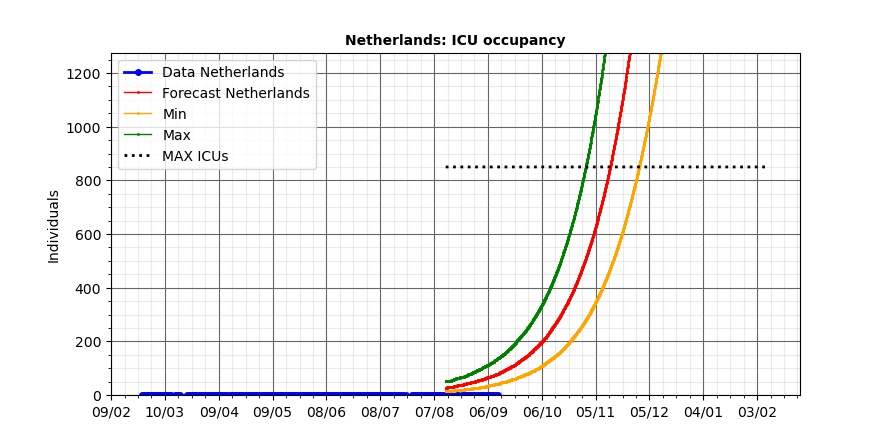 Netherlands: ICU occupancy
Individuals
1200
1000
800
600
400
200
0
Data Netherlands
Forecast Netherlands
Min
Max
MAX ICUs
09/02 10/03 09/04 09/05 08/06 08/07 07/08 06/09 06/10 05/11 05/12 04/01 03/02